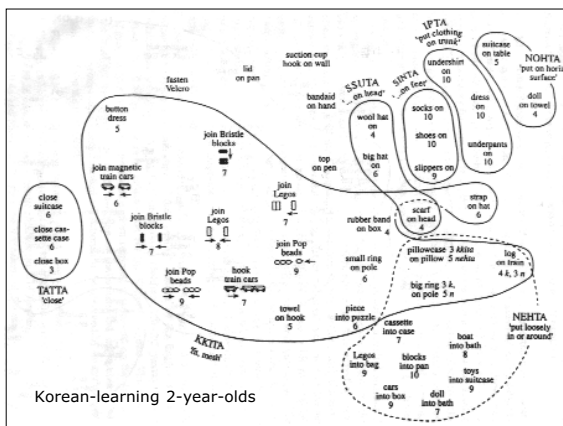 suction cup
hook on wall
lid
on pan
fasten
Velcro
bandaid
on hand
button
dress
5
join Bristle
blocks
7
join magnetic
train cars
6
top
on pen
join Bristle
blocks
7
join
Legos
8
join
Legos
7
join Pop
beads
9
hook
train cars
7
join Pop
beads
9
towel
on hook
5
small ring
on pole
6
piece
into puzzle
6
rubber band
on box 4
KKITA
'fit, mesh'
close
suitcase
6
close cas-
sette case
6
close box
3
TATTA
'close'
SSUTA
'... on head'
wool hat
on
4
big hat
on
6
scarf
on head
4
strap
on hat
6
SINTA
'...on feet'
socks on
10
shoes on
10
slippers on
9
IPTA
'put clothing
on trunk'
undershirt
on
10
dress
on
10
underpants
on
10
suitcase
on table
5
NOHTA
'put on horiz
surface'
doll
on towel
4
pillowcase 3 kkita
on pillow 5 nehta
log
on train
4 k, 3 n
big ring 3 k,
on pole 5 n
NEHTA
'put loosely
in or around'
cassette
into case
7
boat
into bath
8
Legos
into bag
9
blocks
into pan
10
toys
into suitcase
9
cars
into box
9
doll
into bath
7
Korean-learning 2-year-olds